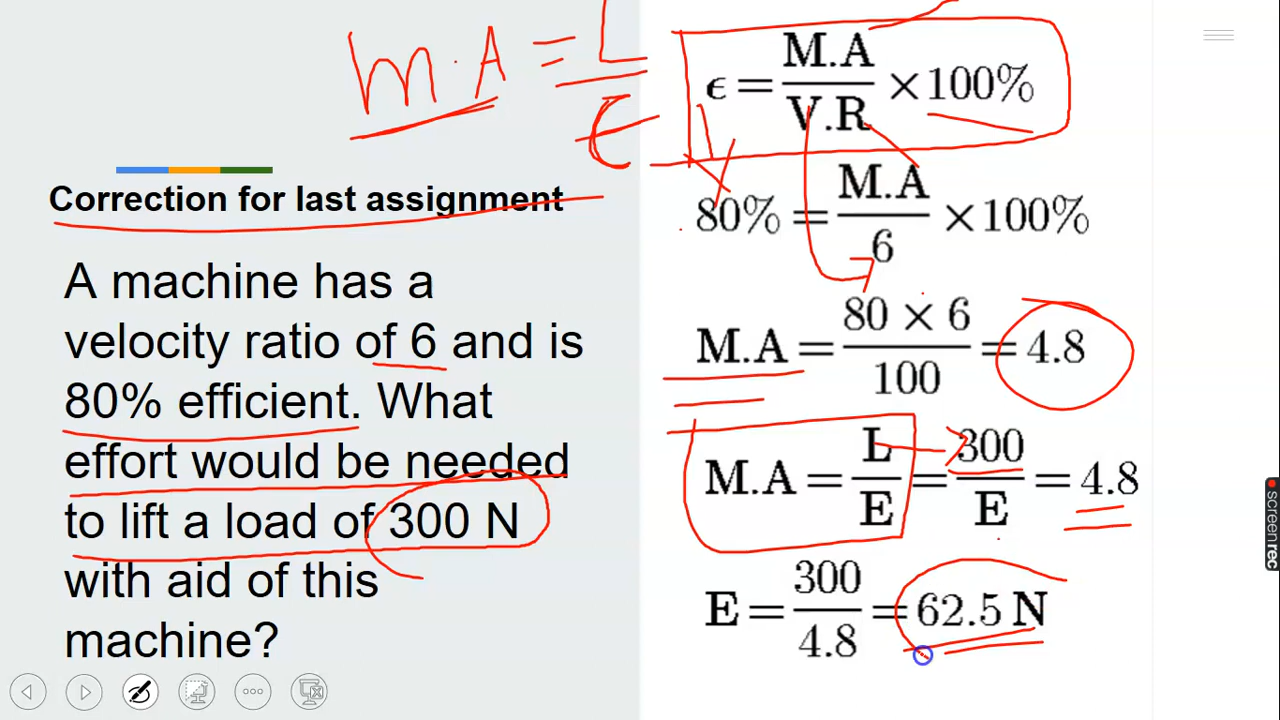 M.A = L/E
Correction for last assignment
A machine has a
velocity ratio of 6 and is
80% efficient. What
effort would be needed
to lift a load of 300 N
with aid of this
machine?
ϵ = M.A/V.R × 100%
80% = M.A/6 × 100%
M.A = 80 × 6/100 = 4.8
M.A = L/E = 300/E = 4.8
E = 300/4.8 = 62.5 N
screenrec